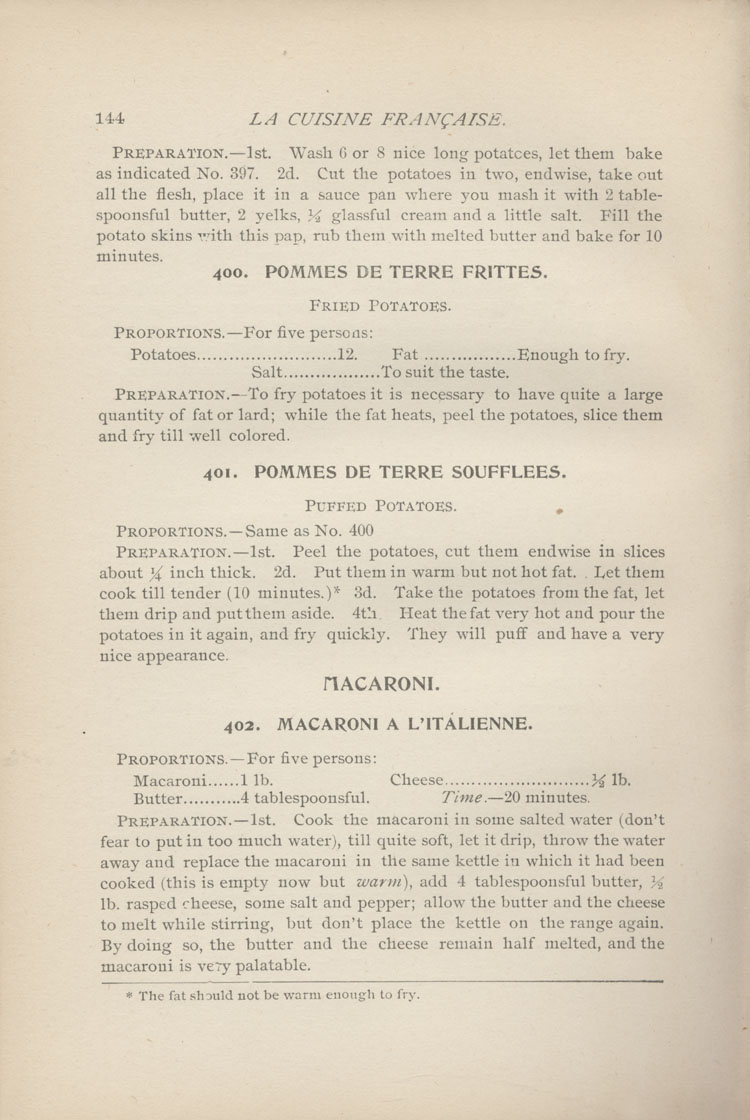 144 LA CUISINE FRANÇAISE.
PREPARATION.—1st. Wash 6 or 8 nice long potatoes, let them bake
as indicated No. 397. 2d. Cut the potatoes in two, endwise, take out
all the flesh, place it in a sauce pan where you mash it with 2 table-
spoonsful butter, 2 yelks, ½ glassful cream and a little salt. Fill the
potato skins with this pap, rub them with melted butter and bake for 10
minutes.
400. POMMES DE TERRE FRITTES.
FRIED POTATOES.
PROPORTIONS.—For five persons:
Potatoes..........................12. Fat .................Enough to fry.
Salt..................To suit the taste.
PREPARATION.—To fry potatoes it is necessary to have quite a large
quantity of fat or lard; while the fat heats, peel the potatoes, slice them
and fry till well colored.
401. POMMES DE TERRE SOUFFLEES.
PUFFED POTATOES.
PROPORTIONS.—Same as No. 400
PREPARATION.—1st. Peel the potatoes, cut them endwise in slices
about ¼ inch thick. 2d. Put them in warm but not hot fat. Let them
cook till tender (10 minutes.)* 3d. Take the potatoes from the fat, let
them drip and put them aside. 4th. Heat the fat very hot and pour the
potatoes in it again, and fry quickly. They will puff and have a very
nice appearance.
MACARONI.
402. MACARONI A L'ITALIENNE.
PROPORTIONS.—For five persons:
Macaroni......1 lb. Cheese...........................½ lb.
Butter...........4 tablespoonsful. Time.—20 minutes.
PREPARATION.—1st. Cook the macaroni in some salted water (don't
fear to put in too much water), till quite soft, let it drip, throw the water
away and replace the macaroni in the same kettle in which it had been
cooked (this is empty now but warm), add 4 tablespoonsful butter, ½
lb. rasped cheese, some salt and pepper; allow the butter and the cheese
to melt while stirring, but don't place the kettle on the range again.
By doing so, the butter and the cheese remain half melted, and the
macaroni is very palatable.
* The fat should not be warm enough to fry.